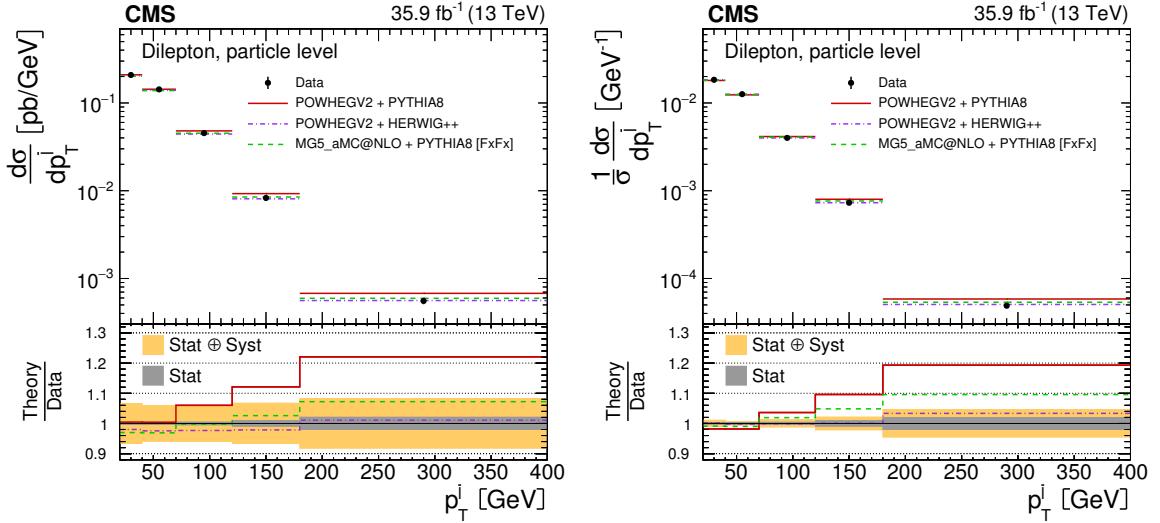 CMS 35.9 fb⁻¹ (13 TeV)
Dilepton, particle level
Data
POWHEGV2 + PYTHIA8
POWHEGV2 + HERWIG++
MG5_aMC@NLO + PYTHIA8 [FxFx]
dσ/dp_T^j [pb/GeV]
10⁻¹
10⁻²
10⁻³
Stat ⊕ Syst
Stat
Theory/Data
1.3
1.2
1.1
1
0.9
50 100 150 200 250 300 350 400
p_T^j [GeV]
CMS 35.9 fb⁻¹ (13 TeV)
Dilepton, particle level
Data
POWHEGV2 + PYTHIA8
POWHEGV2 + HERWIG++
MG5_aMC@NLO + PYTHIA8 [FxFx]
1/σ dσ/dp_T^j [GeV⁻¹]
10⁻²
10⁻³
10⁻⁴
Stat ⊕ Syst
Stat
Theory/Data
1.3
1.2
1.1
1
0.9
50 100 150 200 250 300 350 400
p_T^j [GeV]